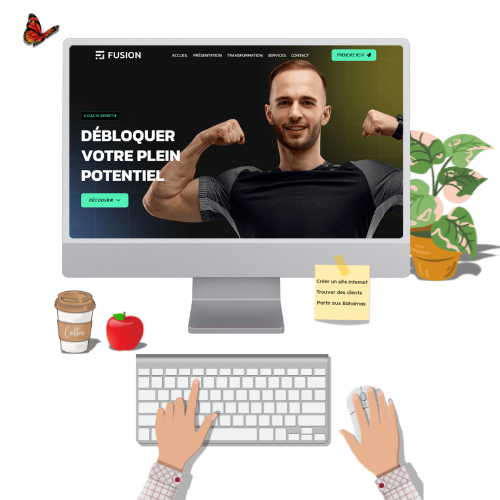 FUSION
ACCUEIL PRÉSENTATION TRANSFORMATION SERVICES CONTACT
PRENDRE RDV
COACH SPORTIF
DÉBLOQUER
VOTRE PLEIN
POTENTIEL
DÉCOUVRIR
Créer un site internet
Trouver des clients
Partir aux Bahamas
Coffee